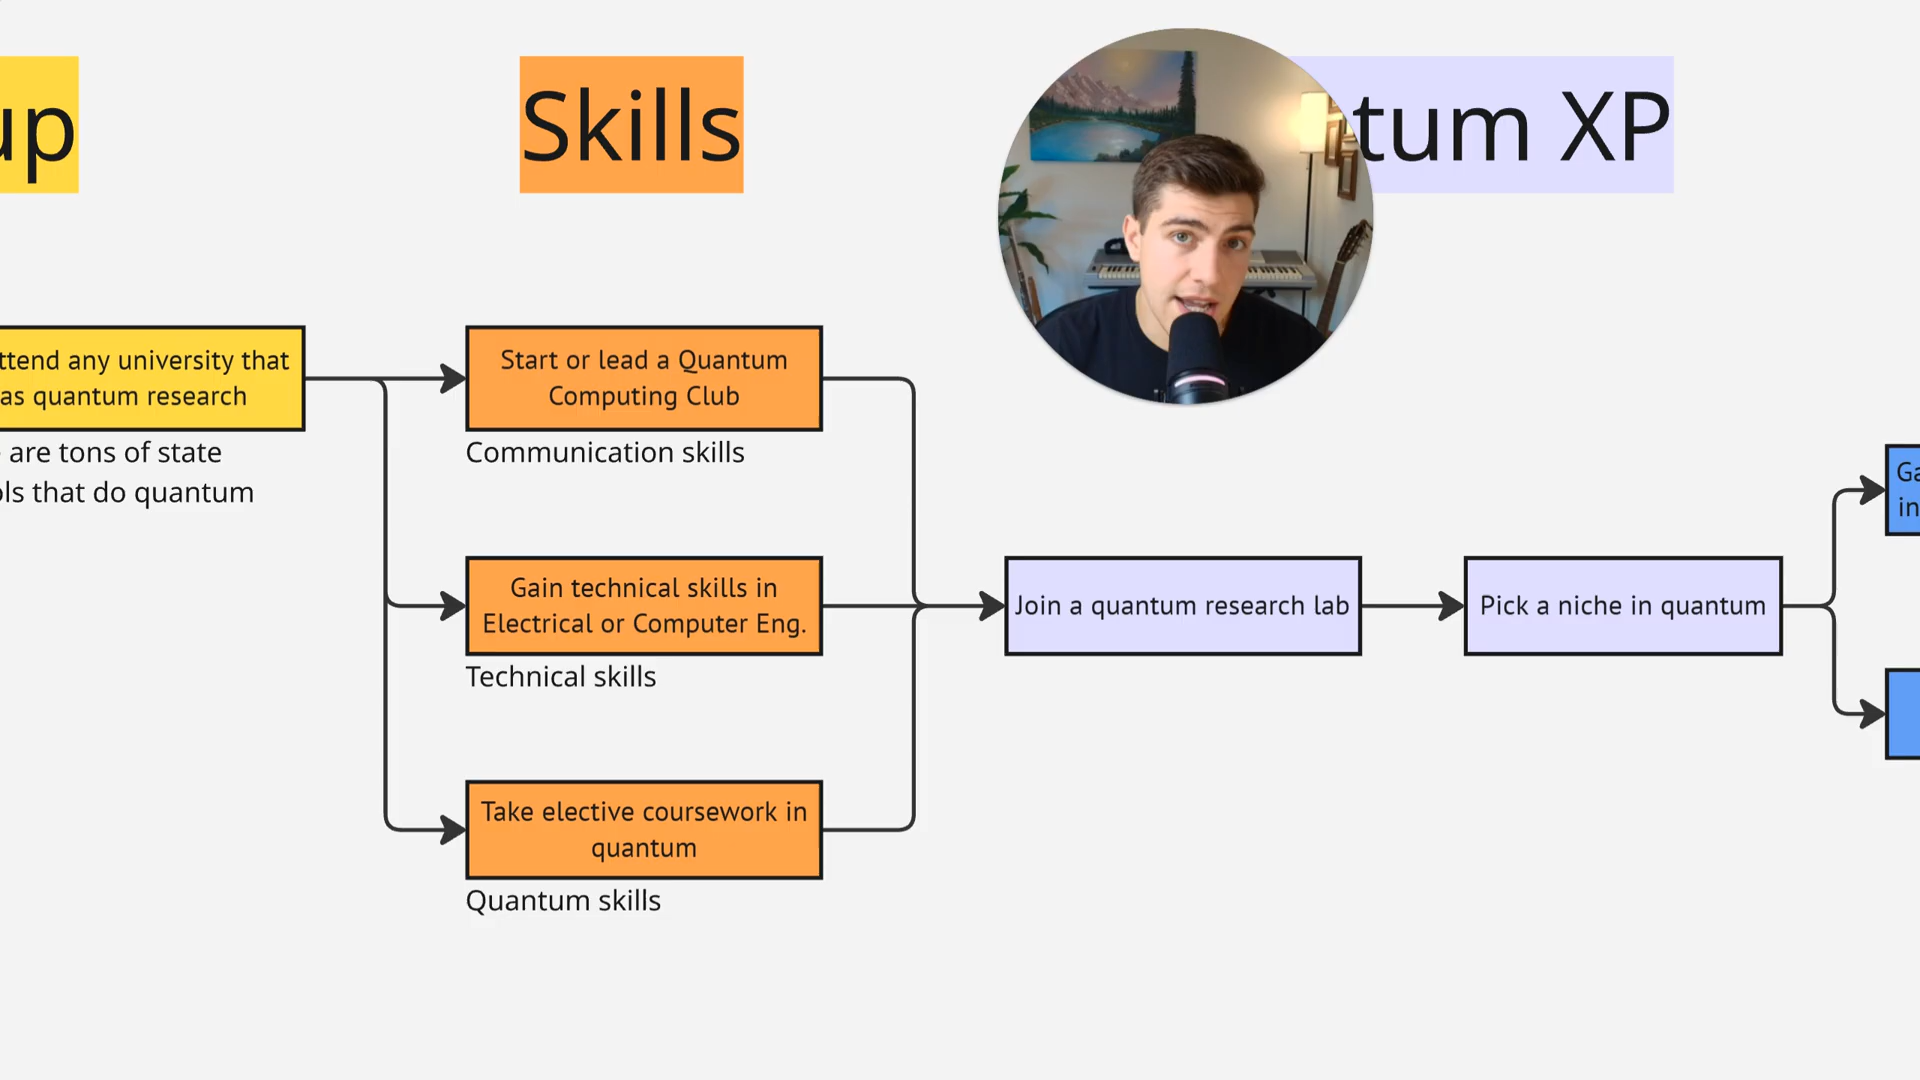 up
Skills
tum XP
ttend any university that
as quantum research
are tons of state
ols that do quantum
Start or lead a Quantum
Computing Club
Communication skills
Gain technical skills in
Electrical or Computer Eng.
Technical skills
Take elective coursework in
quantum
Quantum skills
Join a quantum research lab
Pick a niche in quantum
Ga
in